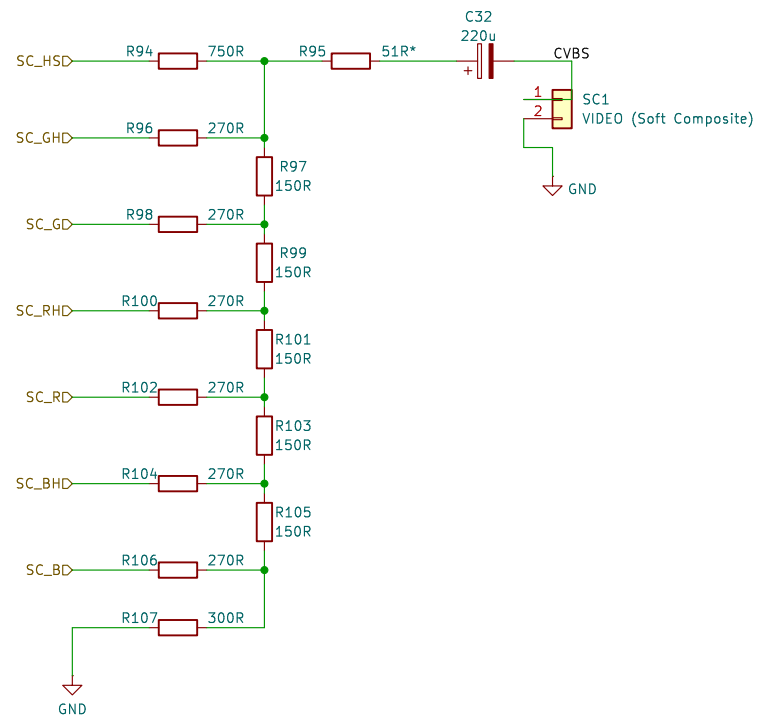 C32
220u
SC_HS
R94
750R
R95
51R*
+
CVBS
1
2
SC1
VIDEO (Soft Composite)
GND
SC_GH
R96
270R
R97
150R
SC_G
R98
270R
R99
150R
SC_RH
R100
270R
R101
150R
SC_R
R102
270R
R103
150R
SC_BH
R104
270R
R105
150R
SC_B
R106
270R
R107
300R
GND